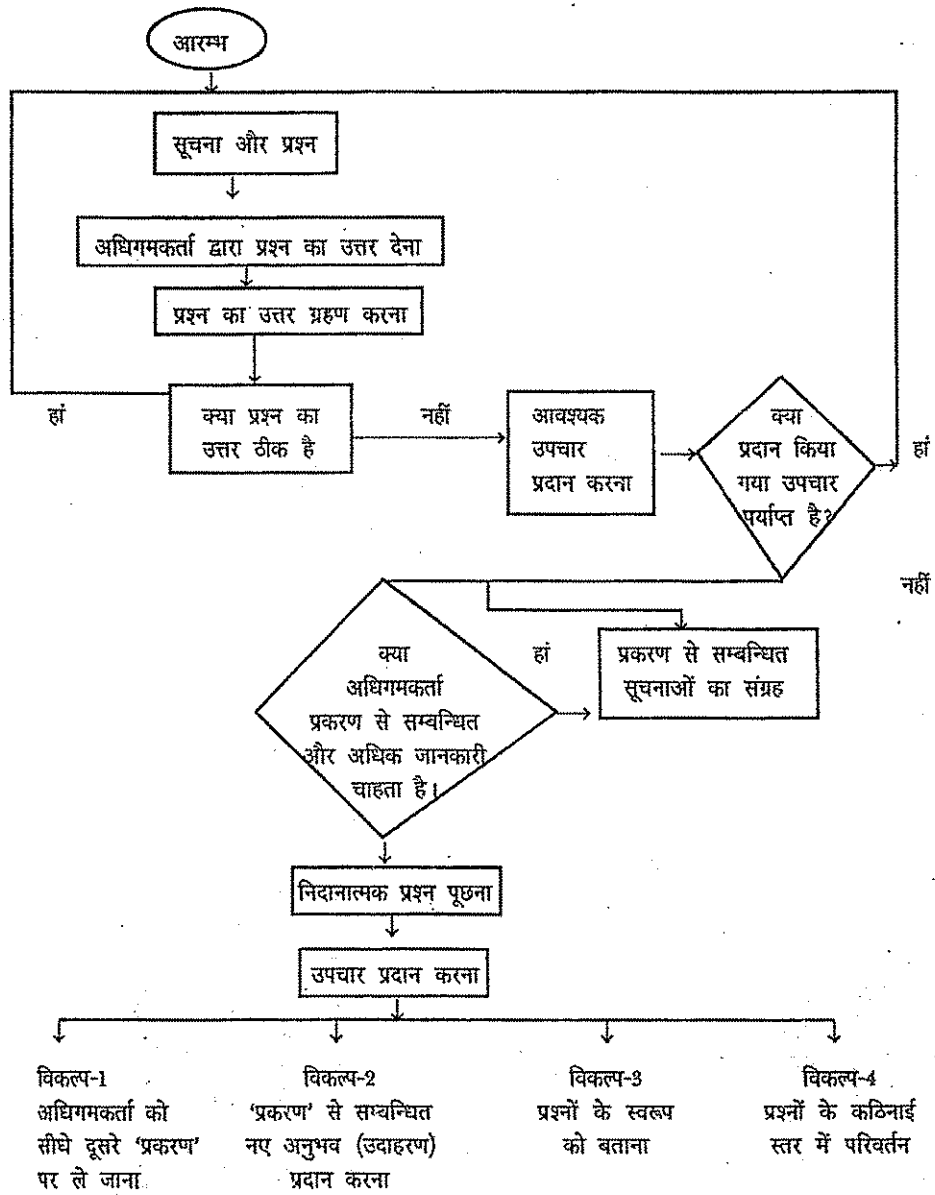 आरम्भ
सूचना और प्रश्न
अधिगमकर्ता द्वारा प्रश्न का उत्तर देना
प्रश्न का उत्तर ग्रहण करना
हां
क्या प्रश्न का
उत्तर ठीक है
नहीं
आवश्यक
उपचार
प्रदान करना
क्या
प्रदान किया
गया उपचार
पर्याप्त है?
हां
नहीं
क्या
अधिगमकर्ता
प्रकरण से सम्बन्धित
और अधिक जानकारी
चाहता है।
हां
प्रकरण से सम्बन्धित
सूचनाओं का संग्रह
निदानात्मक प्रश्न पूछना
उपचार प्रदान करना
विकल्प-1
अधिगमकर्ता को
सीधे दूसरे ‘प्रकरण’
पर ले जाना
विकल्प-2
‘प्रकरण’ से सम्बन्धित
नए अनुभव (उदाहरण)
प्रदान करना
विकल्प-3
प्रश्नों के स्वरूप
को बताना
विकल्प-4
प्रश्नों के कठिनाई
स्तर में परिवर्तन